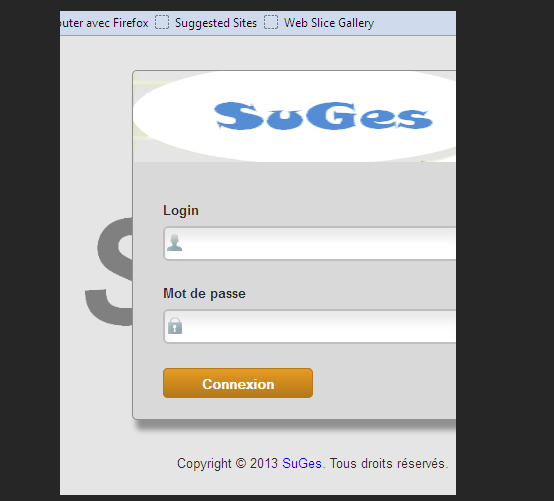 outer avec Firefox Suggested Sites Web Slice Gallery
SuGes
Login
S
Mot de passe
Connexion
Copyright © 2013 SuGes. Tous droits réservés.